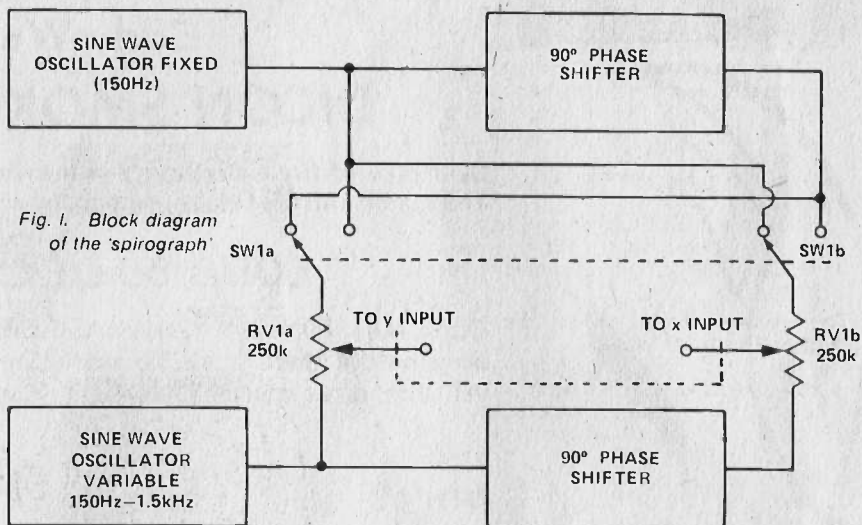 SINE WAVE
OSCILLATOR FIXED
(150Hz)
90° PHASE
SHIFTER
Fig. I. Block diagram
of the 'spirograph'
SW1a
SW1b
RV1a
250k
TO y INPUT
TO x INPUT
RV1b
250k
SINE WAVE
OSCILLATOR
VARIABLE
150Hz–1.5kHz
90° PHASE
SHIFTER